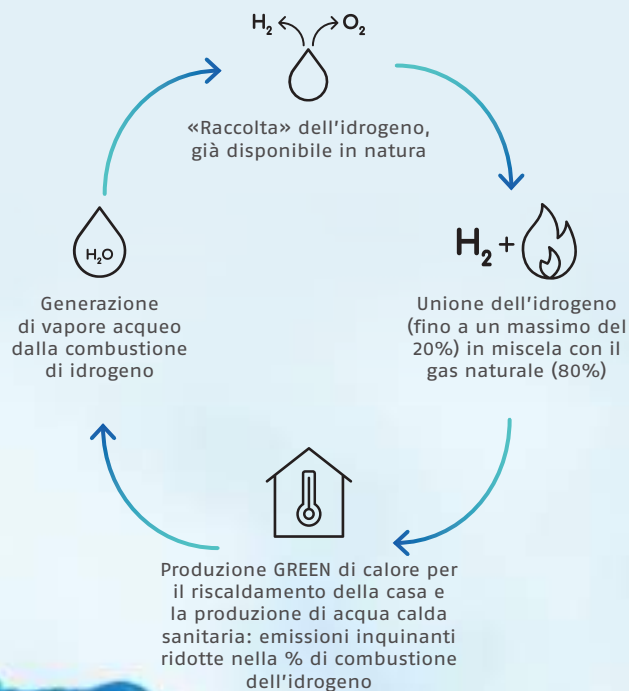 H₂ O₂
«Raccolta» dell'idrogeno,
già disponibile in natura
H₂ +
Unione dell'idrogeno
(fino a un massimo del
20%) in miscela con il
gas naturale (80%)
Produzione GREEN di calore per
il riscaldamento della casa e
la produzione di acqua calda
sanitaria: emissioni inquinanti
ridotte nella % di combustione
dell'idrogeno
H₂O
Generazione
di vapore acqueo
dalla combustione
di idrogeno